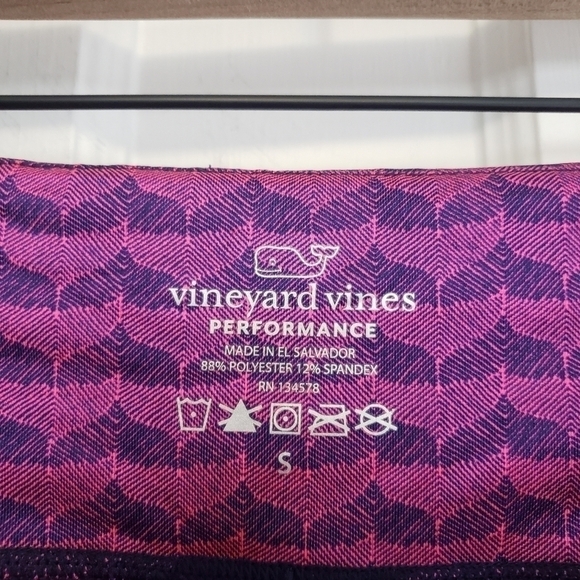 vineyard vines
PERFORMANCE
MADE IN EL SALVADOR
88% POLYESTER 12% SPANDEX
RN 134578
S